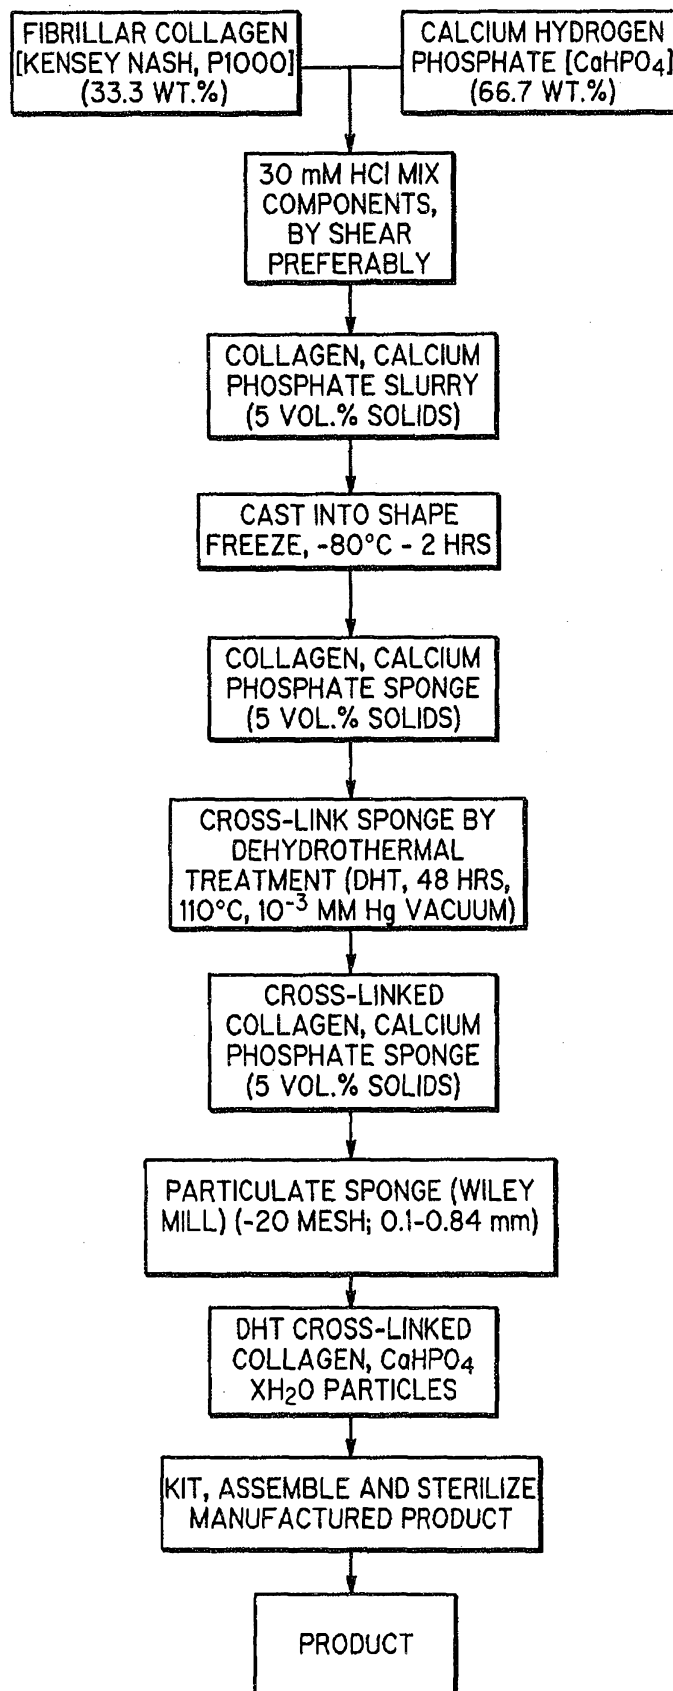 FIBRILLAR COLLAGEN
[KENSEY NASH, P1000]
(33.3 WT.%)
CALCIUM HYDROGEN
PHOSPHATE [CaHPO4]
(66.7 WT.%)
30 mM HCl MIX
COMPONENTS,
BY SHEAR
PREFERABLY
COLLAGEN, CALCIUM
PHOSPHATE SLURRY
(5 VOL.% SOLIDS)
CAST INTO SHAPE
FREEZE, -80°C - 2 HRS
COLLAGEN, CALCIUM
PHOSPHATE SPONGE
(5 VOL.% SOLIDS)
CROSS-LINK SPONGE BY
DEHYDROTHERMAL
TREATMENT (DHT, 48 HRS,
110°C, 10⁻³ MM Hg VACUUM)
CROSS-LINKED
COLLAGEN, CALCIUM
PHOSPHATE SPONGE
(5 VOL.% SOLIDS)
PARTICULATE SPONGE (WILEY
MILL) (-20 MESH; 0.1-0.84 mm)
DHT CROSS-LINKED
COLLAGEN, CaHPO4
XH2O PARTICLES
KIT, ASSEMBLE AND STERILIZE
MANUFACTURED PRODUCT
PRODUCT